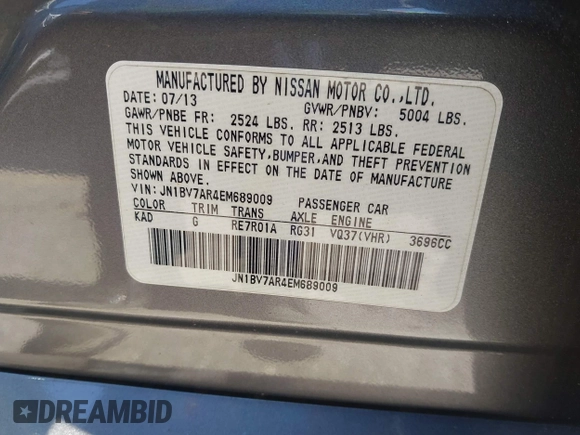 MANUFACTURED BY NISSAN MOTOR CO.,LTD.
DATE: 07/13 GVWR/PNBV: 5004 LBS.
GAWR/PNBE FR: 2524 LBS. RR: 2513 LBS.
THIS VEHICLE CONFORMS TO ALL APPLICABLE FEDERAL
MOTOR VEHICLE SAFETY,BUMPER,AND THEFT PREVENTION
STANDARDS IN EFFECT ON THE DATE OF MANUFACTURE
SHOWN ABOVE.
VIN: JN1BV7AR4EM689009 PASSENGER CAR
COLOR TRIM TRANS AXLE ENGINE
KAD G RE7R01A RG31 VQ37(VHR) 3696CC
JN1BV7AR4EM689009
DREAMBID